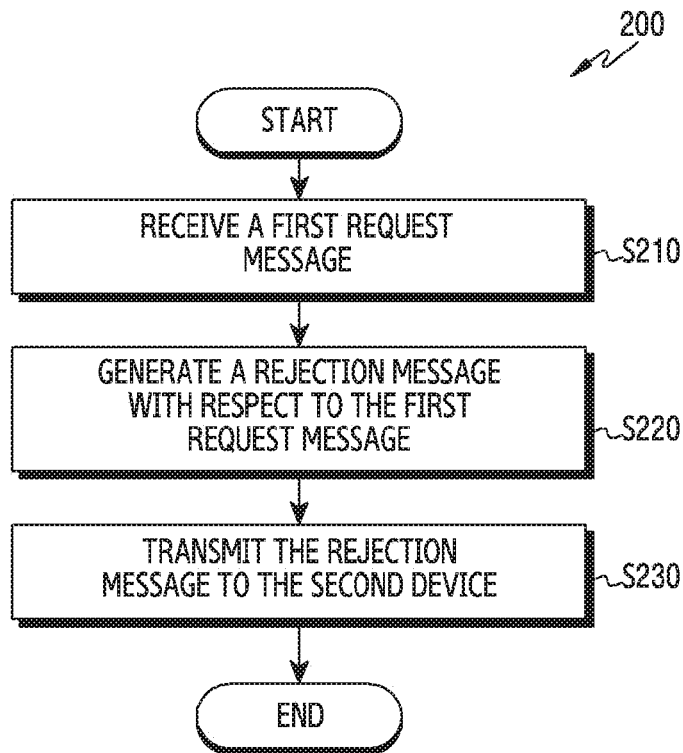 200
START
RECEIVE A FIRST REQUEST
MESSAGE
S210
GENERATE A REJECTION MESSAGE
WITH RESPECT TO THE FIRST
REQUEST MESSAGE
S220
TRANSMIT THE REJECTION
MESSAGE TO THE SECOND DEVICE
S230
END